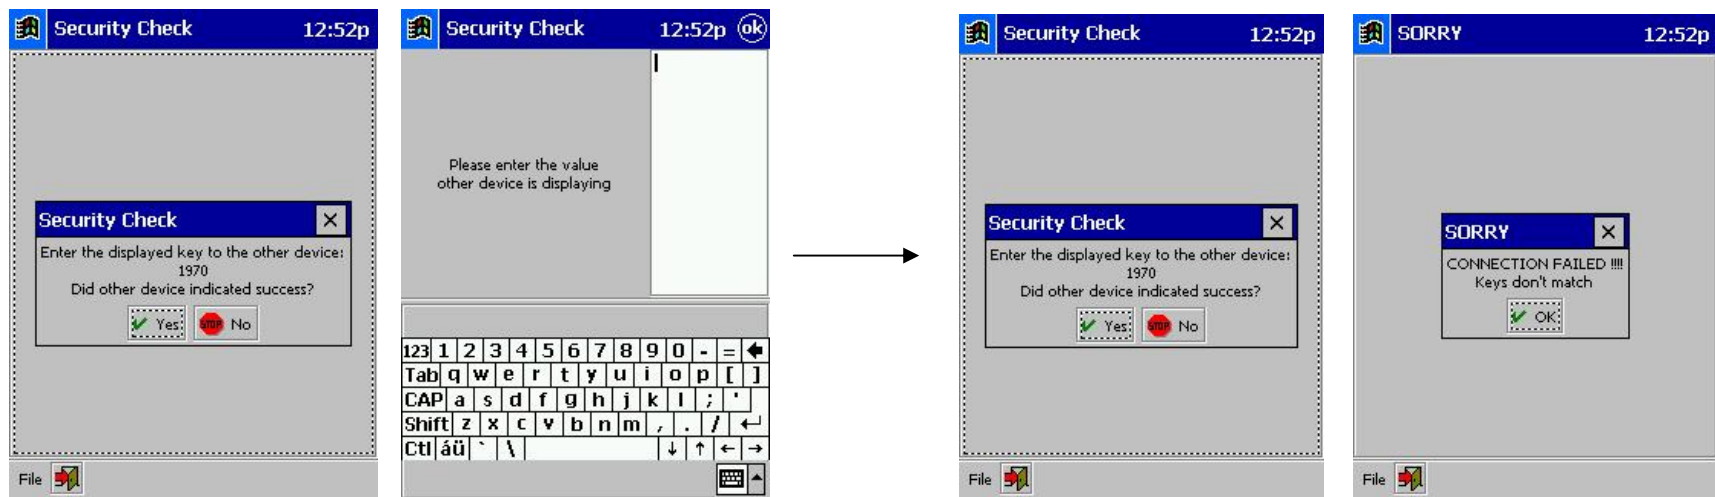 Security Check 12:52p
Security Check
Enter the displayed key to the other device:
1970
Did other device indicated success?
Yes STOP No
File
Security Check 12:52p ok
Please enter the value
other device is displaying
123 1 2 3 4 5 6 7 8 9 0 - =
Tab q w e r t y u i o p [ ]
CAP a s d f g h j k l ; '
Shift z x c v b n m , . /
Ctl áü ` \
Security Check 12:52p
Security Check
Enter the displayed key to the other device:
1970
Did other device indicated success?
Yes STOP No
File
SORRY 12:52p
SORRY
CONNECTION FAILED !!!!
Keys don't match
OK
File